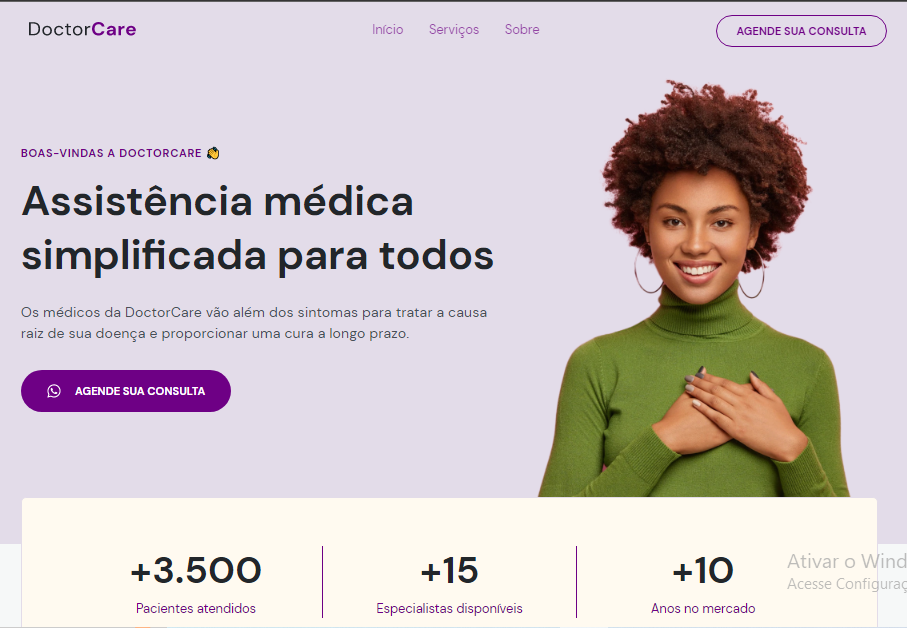 DoctorCare
Início Serviços Sobre
AGENDE SUA CONSULTA
BOAS-VINDAS A DOCTORCARE 👏
Assistência médica
simplificada para todos
Os médicos da DoctorCare vão além dos sintomas para tratar a causa
raiz de sua doença e proporcionar uma cura a longo prazo.
AGENDE SUA CONSULTA
+3.500
Pacientes atendidos
+15
Especialistas disponíveis
+10
Anos no mercado
Ativar o Wind
Acesse Configuraç